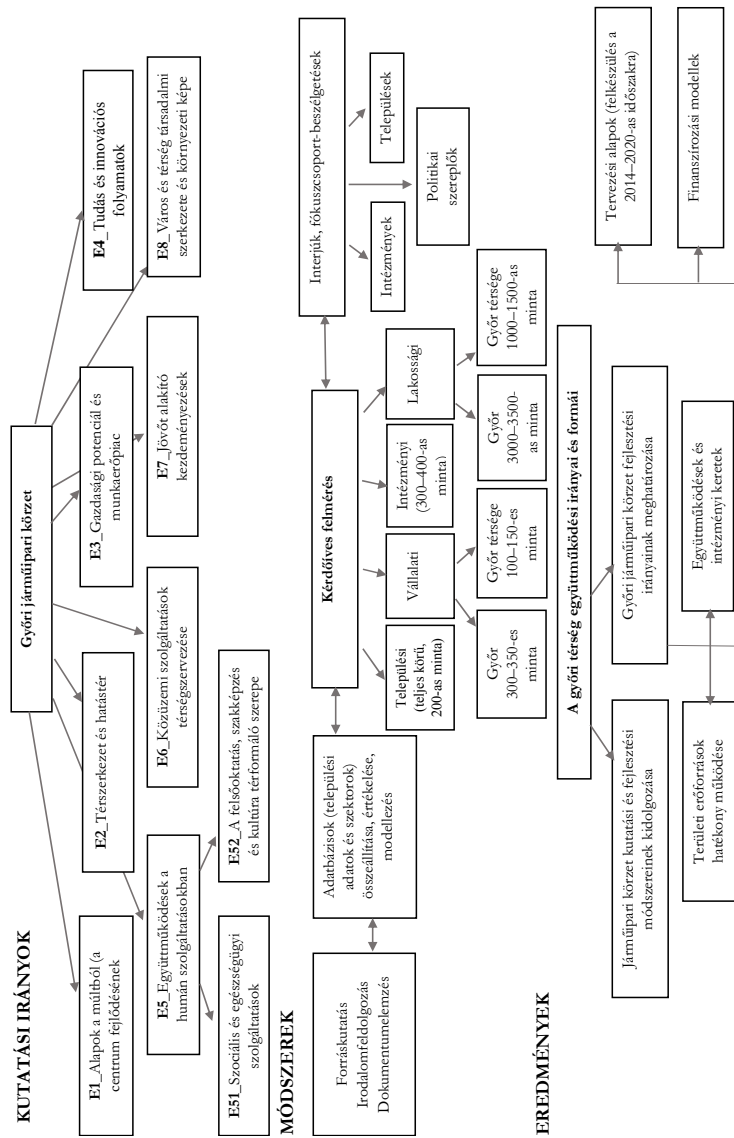 KUTATÁSI IRÁNYOK
Győri járműipari körzet
E1_Alapok a múltból (a
centrum fejlődésének
E2_Térszerkezet és hatástér
E3_Gazdasági potenciál és
munkaerőpiac
E4_Tudás és innovációs
folyamatok
E5_Együttműködések a
humán szolgáltatásokban
E6_Közüzemi szolgáltatások
térségszervezése
E7_Jövőt alakító
kezdeményezések
E8_Város és térség társadalmi
szerkezete és környezeti képe
E51_Szociális és egészségügyi
szolgáltatások
E52_A felsőoktatás, szakképzés
és kultúra térformáló szerepe
MÓDSZEREK
Forráskutatás
Irodalomfeldolgozás
Dokumentumelemzés
Adatbázisok (települési
adatok és szektorok)
összeállítása, értékelése,
modellezés
Kérdőíves felmérés
Interjúk, fókuszcsoport-beszélgetések
Települési
(teljes körű,
200-as minta)
Vállalati
Intézményi
(300–400-as
minta)
Lakossági
Intézmények
Politikai
szereplők
Települések
Győr
300–350-es
minta
Győr térsége
100–150-es
minta
Győr
3000–3500-
as minta
Győr térsége
1000–1500-as
minta
EREDMÉNYEK
A győri térség együttműködési irányai és formái
Járműipari körzet kutatási és fejlesztési
módszereinek kidolgozása
Győri járműipari körzet fejlesztési
irányainak meghatározása
Tervezési alapok (felkészülés a
2014–2020-as időszakra)
Területi erőforrások
hatékony működése
Együttműködések és
intézményi keretek
Finanszírozási modellek